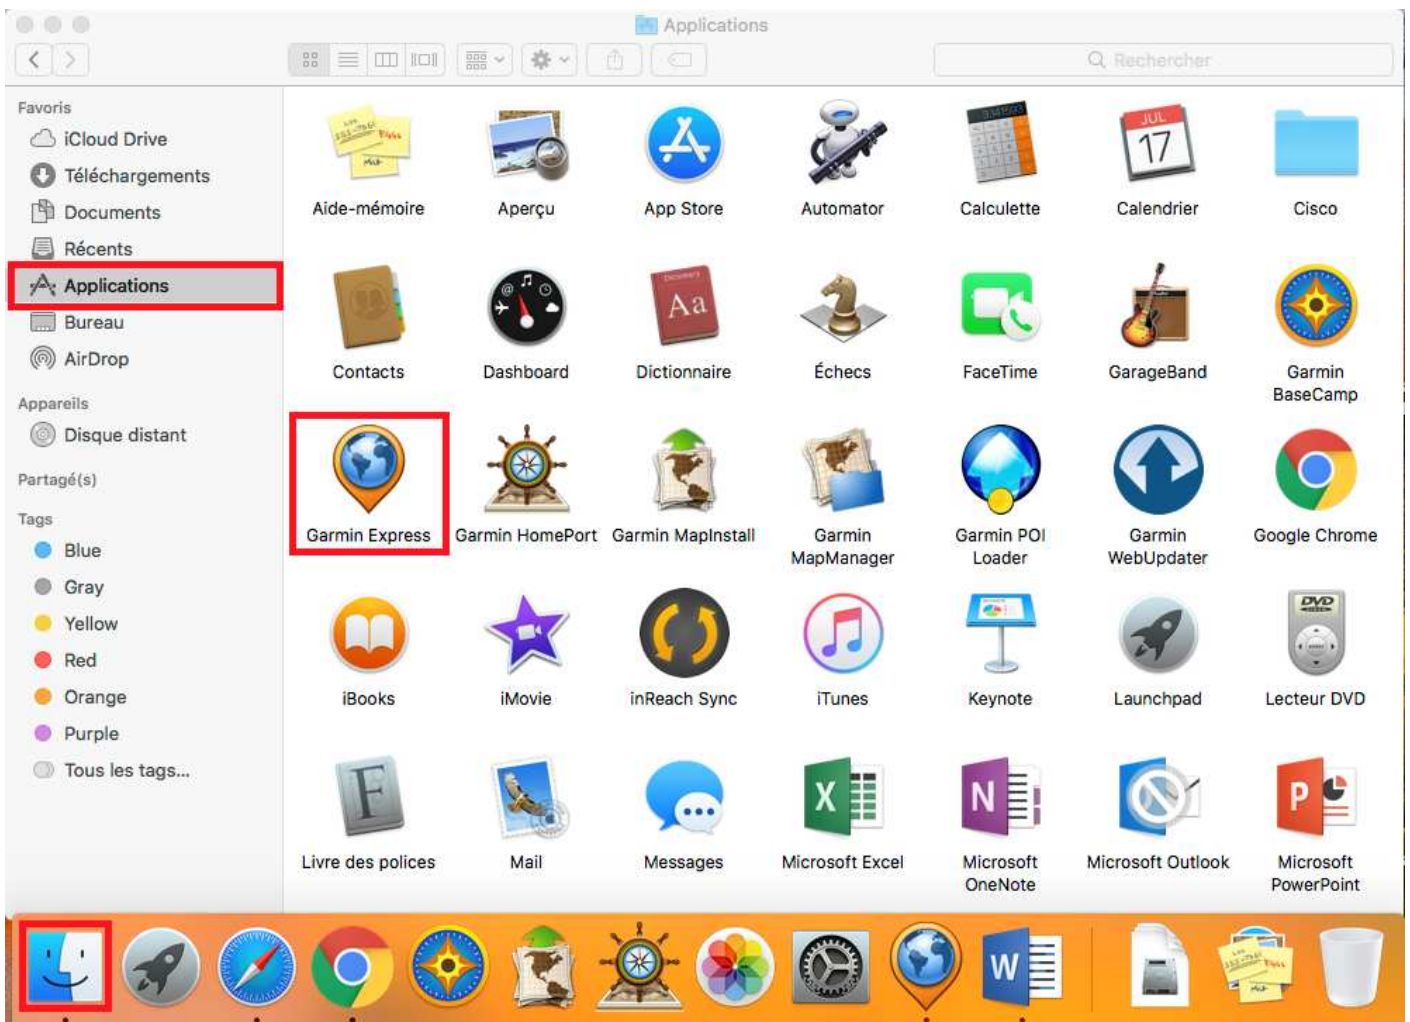 Applications
Rechercher
Favoris
iCloud Drive
Téléchargements
Documents
Récents
Applications
Bureau
AirDrop
Appareils
Disque distant
Partagé(s)
Tags
Blue
Gray
Yellow
Red
Orange
Purple
Tous les tags...
JUL
17
Aide-mémoire
Aperçu
App Store
Automator
Calculette
Calendrier
Cisco
Dictionary
Aa
Contacts
Dashboard
Dictionnaire
Échecs
FaceTime
GarageBand
Garmin
BaseCamp
Garmin Express
Garmin HomePort
Garmin MapInstall
Garmin
MapManager
Garmin POI
Loader
Garmin
WebUpdater
Google Chrome
DVD
iBooks
iMovie
inReach Sync
iTunes
Keynote
Launchpad
Lecteur DVD
F
X
N
P
Livre des polices
Mail
Messages
Microsoft Excel
Microsoft
OneNote
Microsoft Outlook
Microsoft
PowerPoint
W